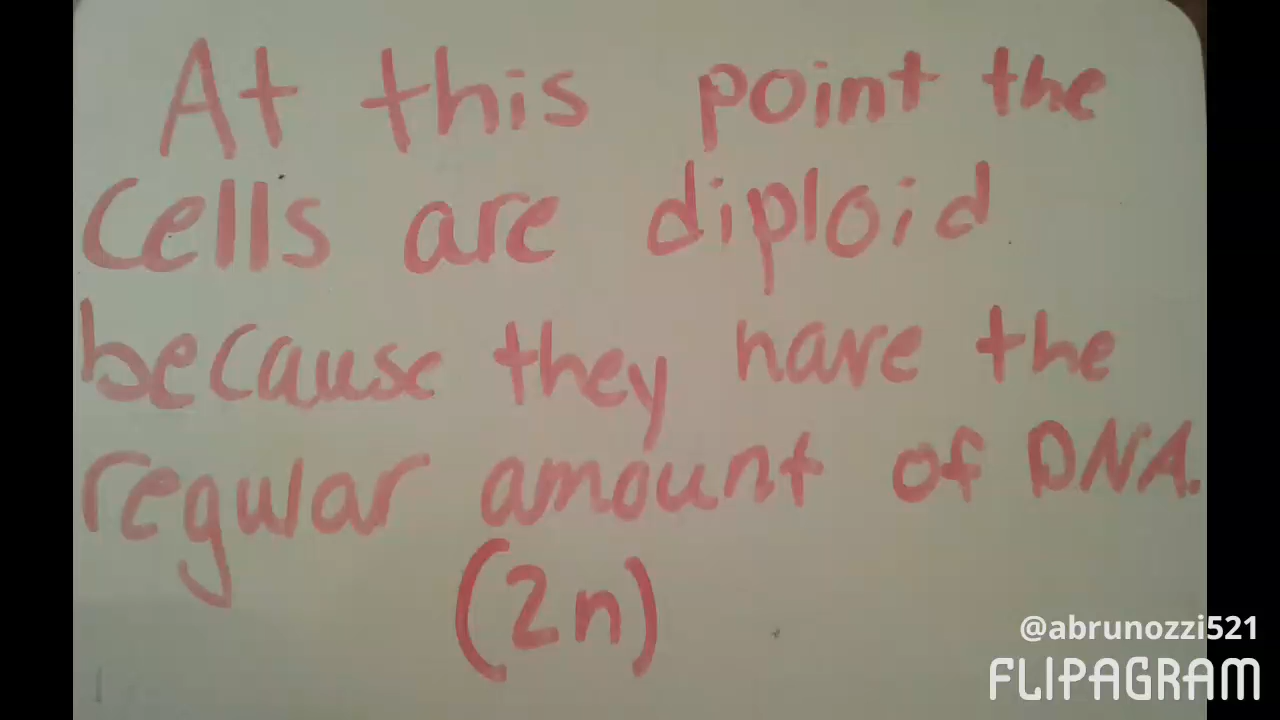 At this point the
cells are diploid
because they have the
regular amount of DNA.
(2n)
@abrunozzi521
FLIPAGRAM